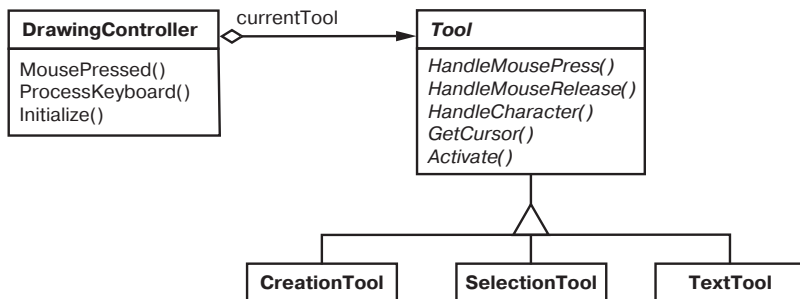 currentTool
DrawingController
MousePressed()
ProcessKeyboard()
Initialize()
Tool
HandleMousePress()
HandleMouseRelease()
HandleCharacter()
GetCursor()
Activate()
CreationTool
SelectionTool
TextTool